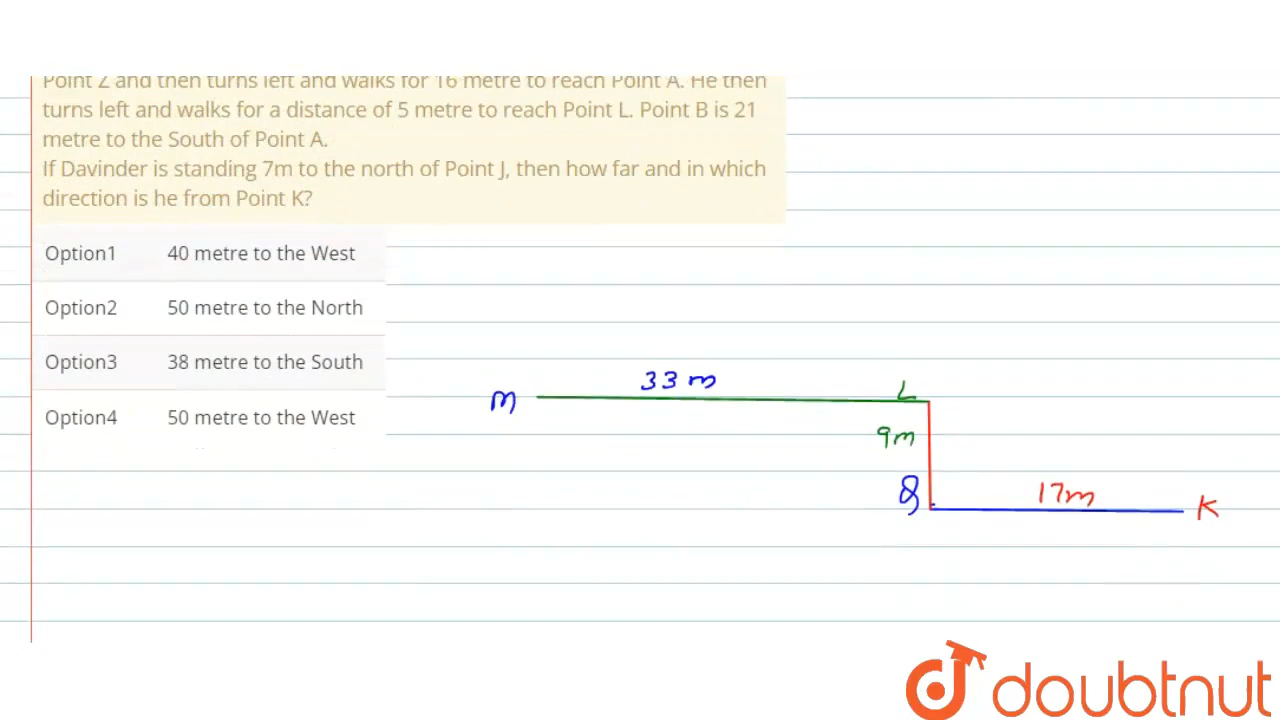 Point Z and then turns left and walks for 16 metre to reach Point A. He then
turns left and walks for a distance of 5 metre to reach Point L. Point B is 21
metre to the South of Point A.
If Davinder is standing 7m to the north of Point J, then how far and in which
direction is he from Point K?
Option1 40 metre to the West
Option2 50 metre to the North
Option3 38 metre to the South
Option4 50 metre to the West
M 33 m L
9m
Q 17m K
doubtnut